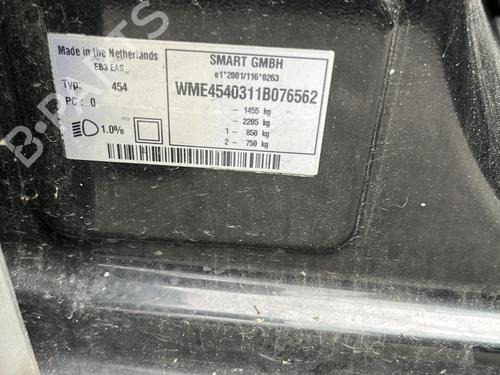 Made in the Netherlands
EB3 EAS
Typ: 454
PC: 0
1.0%
SMART GMBH
e1*2001/116*0263
WME4540311B076562
- 1455 kg
- 2205 kg
1 - 850 kg
2 - 750 kg
B-PARTS